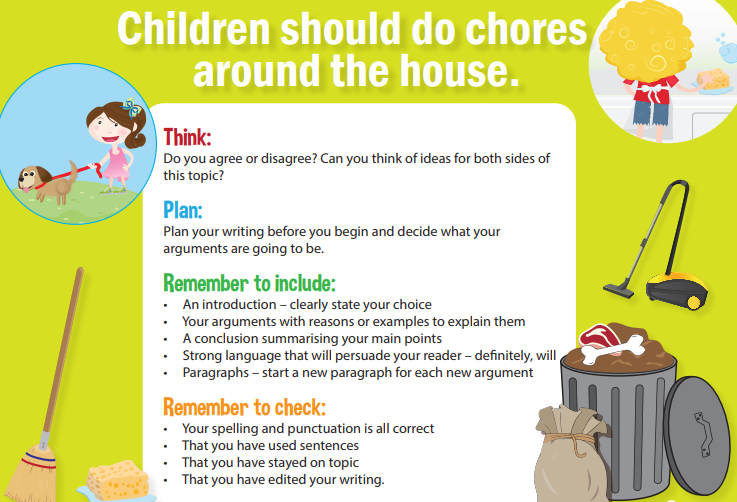 Children should do chores
around the house.
Think:
Do you agree or disagree? Can you think of ideas for both sides of
this topic?
Plan:
Plan your writing before you begin and decide what your
arguments are going to be.
Remember to include:
• An introduction – clearly state your choice
• Your arguments with reasons or examples to explain them
• A conclusion summarising your main points
• Strong language that will persuade your reader – definitely, will
• Paragraphs – start a new paragraph for each new argument
Remember to check:
• Your spelling and punctuation is all correct
• That you have used sentences
• That you have stayed on topic
• That you have edited your writing.